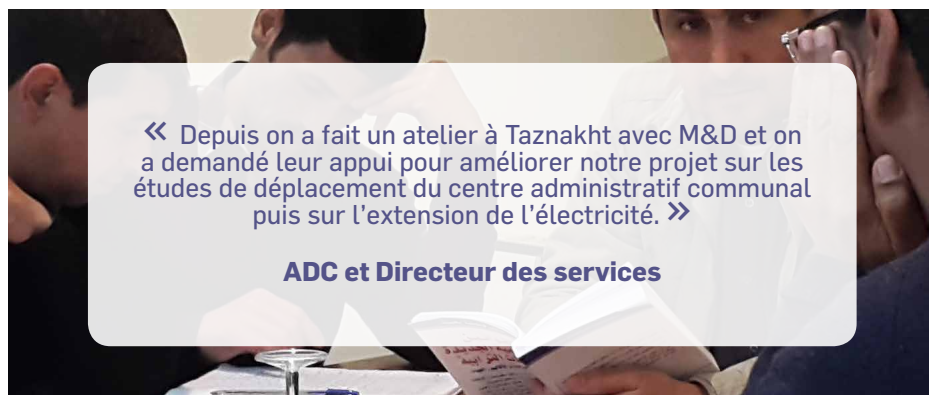 « Depuis on a fait un atelier à Taznakht avec M&D et on
a demandé leur appui pour améliorer notre projet sur les
études de déplacement du centre administratif communal
puis sur l'extension de l'électricité. »
ADC et Directeur des services